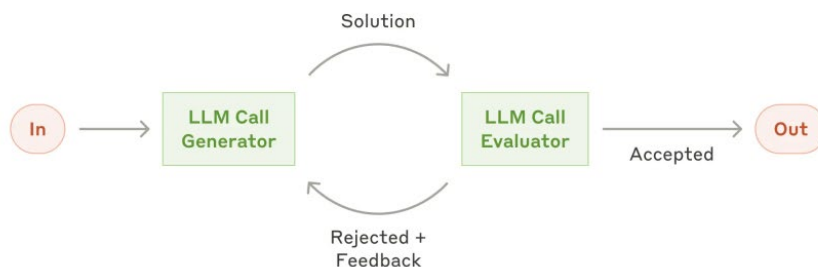 Solution
In
LLM Call
Generator
LLM Call
Evaluator
Out
Accepted
Rejected +
Feedback